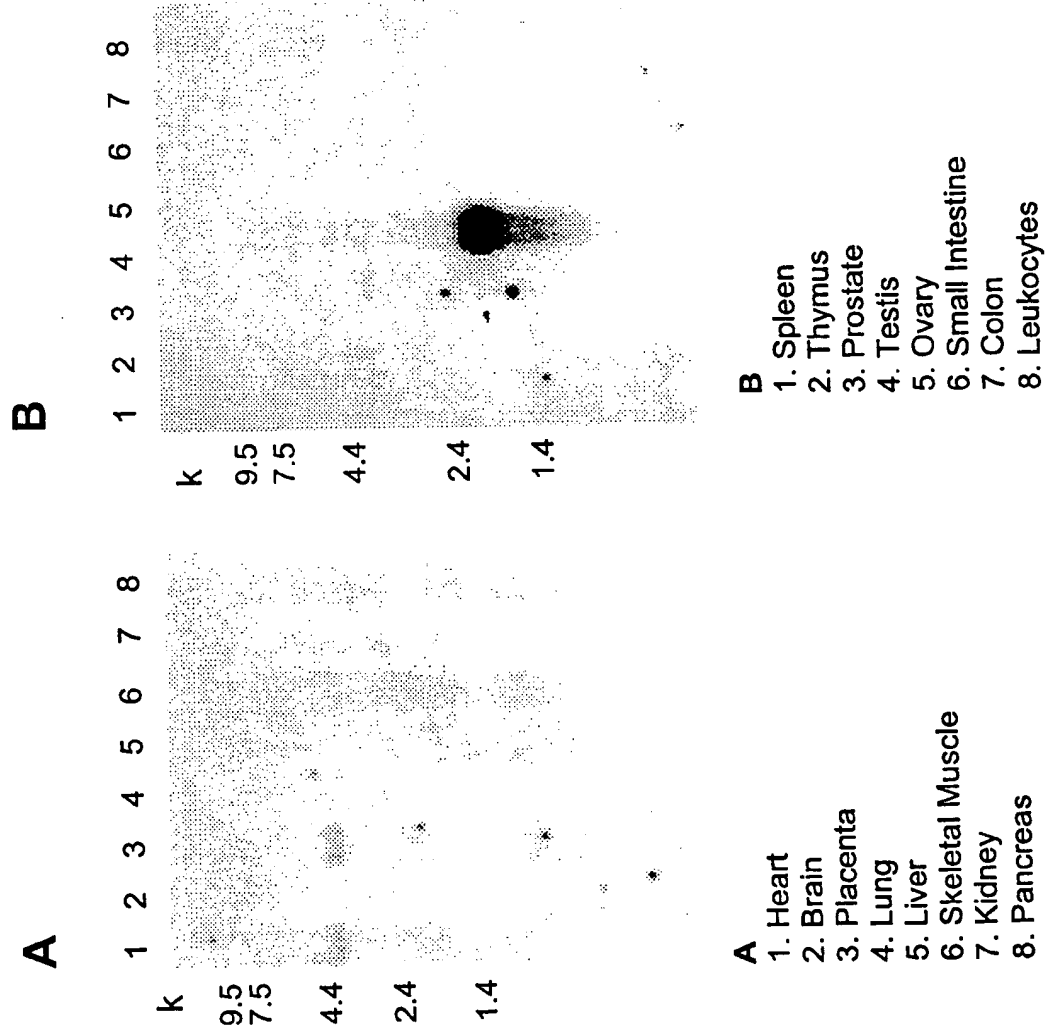 A
1 2 3 4 5 6 7 8
k
9.5
7.5
4.4
2.4
1.4
A
1. Heart
2. Brain
3. Placenta
4. Lung
5. Liver
6. Skeletal Muscle
7. Kidney
8. Pancreas
B
1 2 3 4 5 6 7 8
k
9.5
7.5
4.4
2.4
1.4
B
1. Spleen
2. Thymus
3. Prostate
4. Testis
5. Ovary
6. Small Intestine
7. Colon
8. Leukocytes